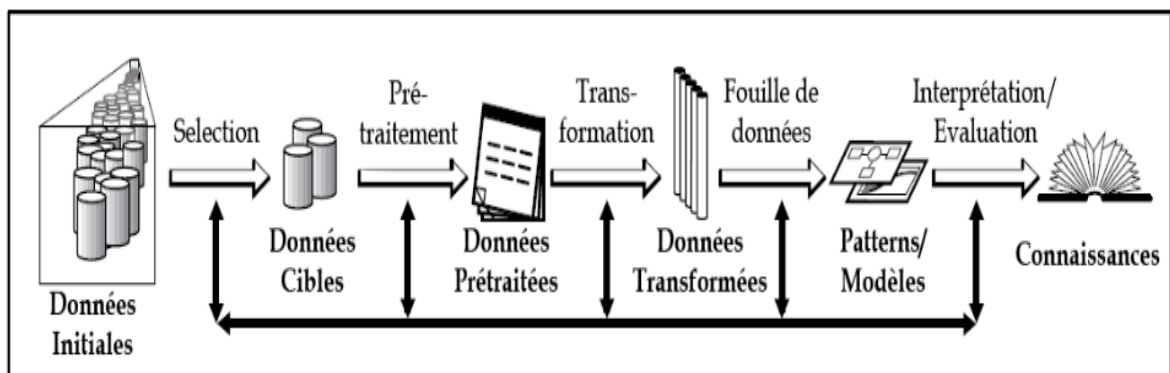 Selection
Pré-
traitement
Trans-
formation
Fouille de
données
Interprétation/
Evaluation
Données
Initiales
Données
Cibles
Données
Prétraitées
Données
Transformées
Patterns/
Modèles
Connaissances